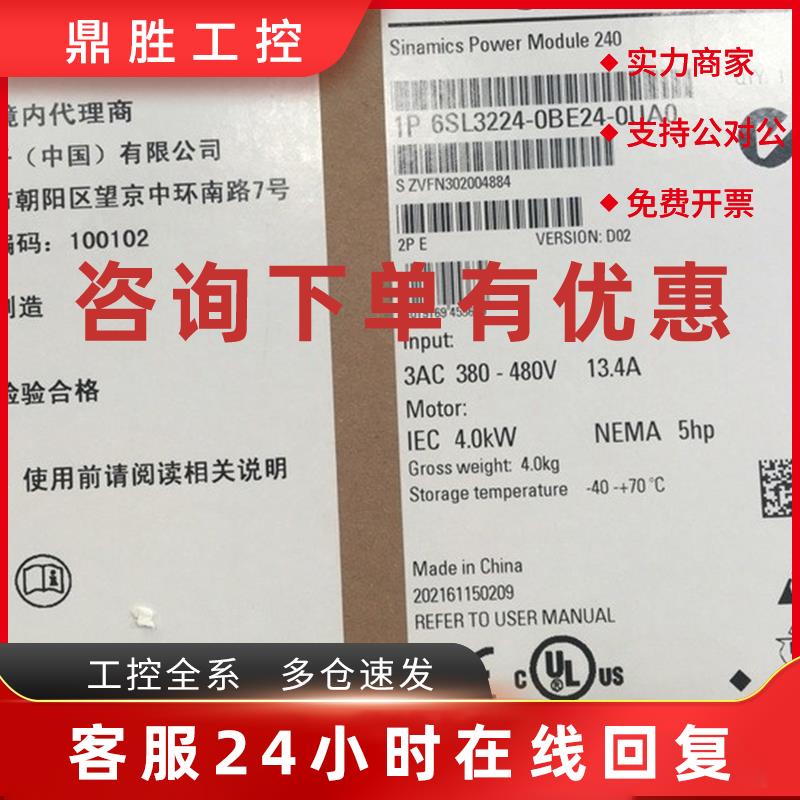 鼎胜工控
境内代理商
（中国）有限公司
朝阳区望京中环南路7号
编码：100102
制造
检验合格
使用前请阅读相关说明
Sinamics Power Module 240
1P 6SL3224-0BE24-0UA0
S ZVFN302004884
2P E VERSION: D02
Input:
3AC 380 - 480V 13.4A
Motor:
IEC 4.0kW NEMA 5hp
Gross weight: 4.0kg
Storage temperature -40 -+70 °C
Made in China
202161150209
REFER TO USER MANUAL
C UL US
实力商家
支持公对公
免费开票
咨询下单有优惠
工控全系 多仓速发
客服24小时在线回复